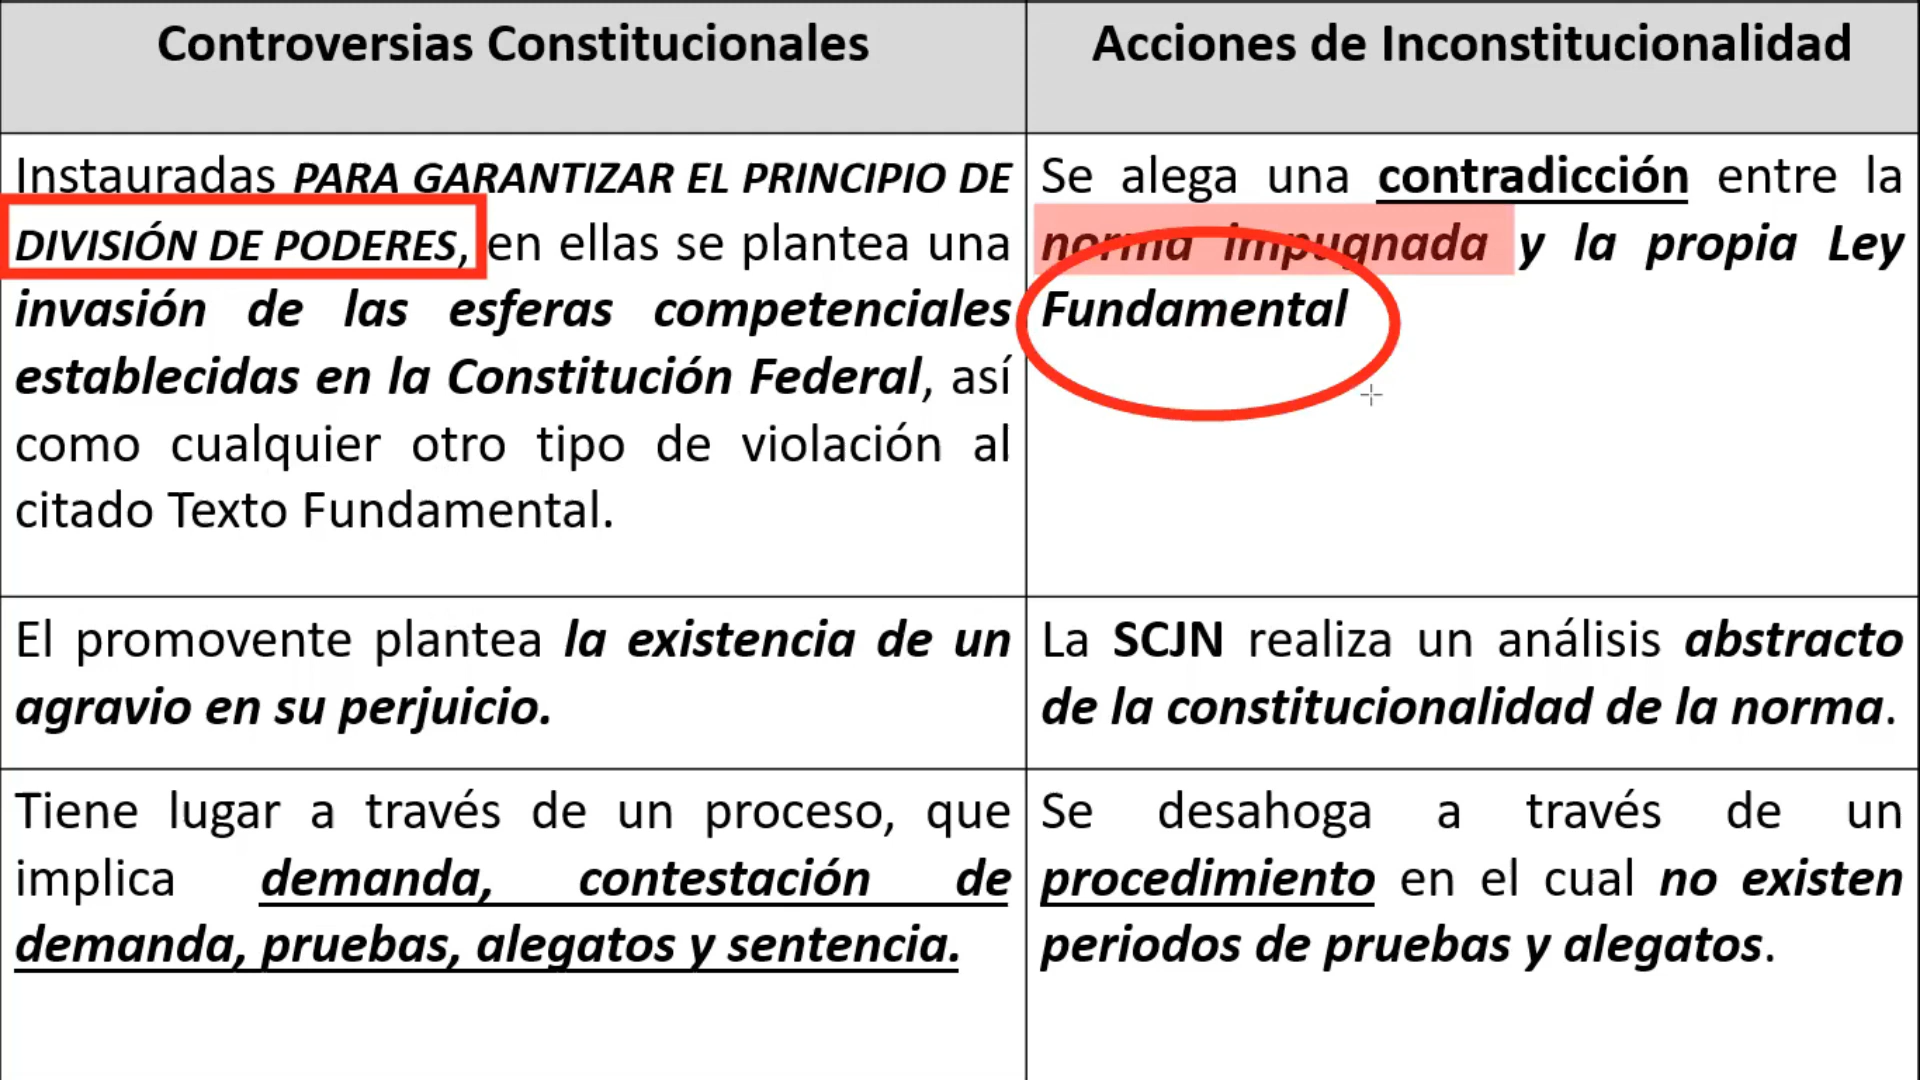 Controversias Constitucionales
Acciones de Inconstitucionalidad
Instauradas PARA GARANTIZAR EL PRINCIPIO DE
DIVISIÓN DE PODERES, en ellas se plantea una
invasión de las esferas competenciales
establecidas en la Constitución Federal, así
como cualquier otro tipo de violación al
citado Texto Fundamental.
Se alega una contradicción entre la
norma impugnada y la propia Ley
Fundamental
El promovente plantea la existencia de un
agravio en su perjuicio.
La SCJN realiza un análisis abstracto
de la constitucionalidad de la norma.
Tiene lugar a través de un proceso, que
implica demanda, contestación de
demanda, pruebas, alegatos y sentencia.
Se desahoga a través de un
procedimiento en el cual no existen
periodos de pruebas y alegatos.